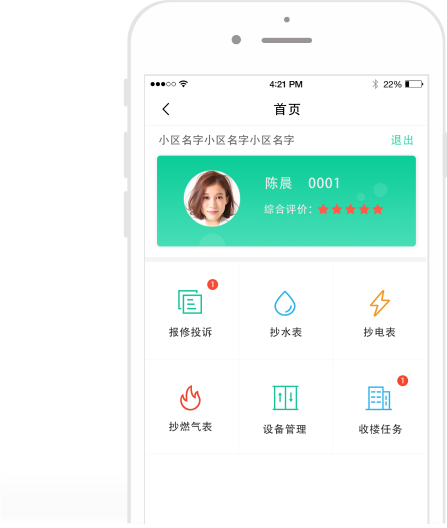 4:21 PM 22%
首页
小区名字小区名字小区名字 退出
陈晨 0001
综合评价:
1
报修投诉 抄水表 抄电表
1
抄燃气表 设备管理 收楼任务